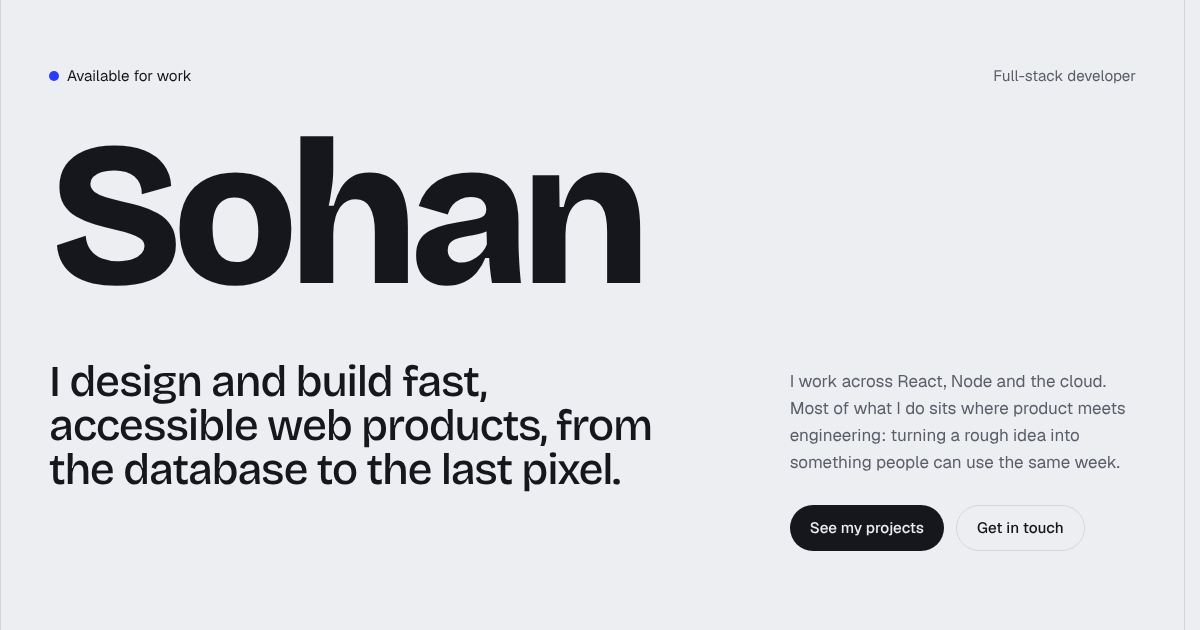 Available for work
Full-stack developer
Sohan
I design and build fast,
accessible web products, from
the database to the last pixel.
I work across React, Node and the cloud.
Most of what I do sits where product meets
engineering: turning a rough idea into
something people can use the same week.
See my projects
Get in touch